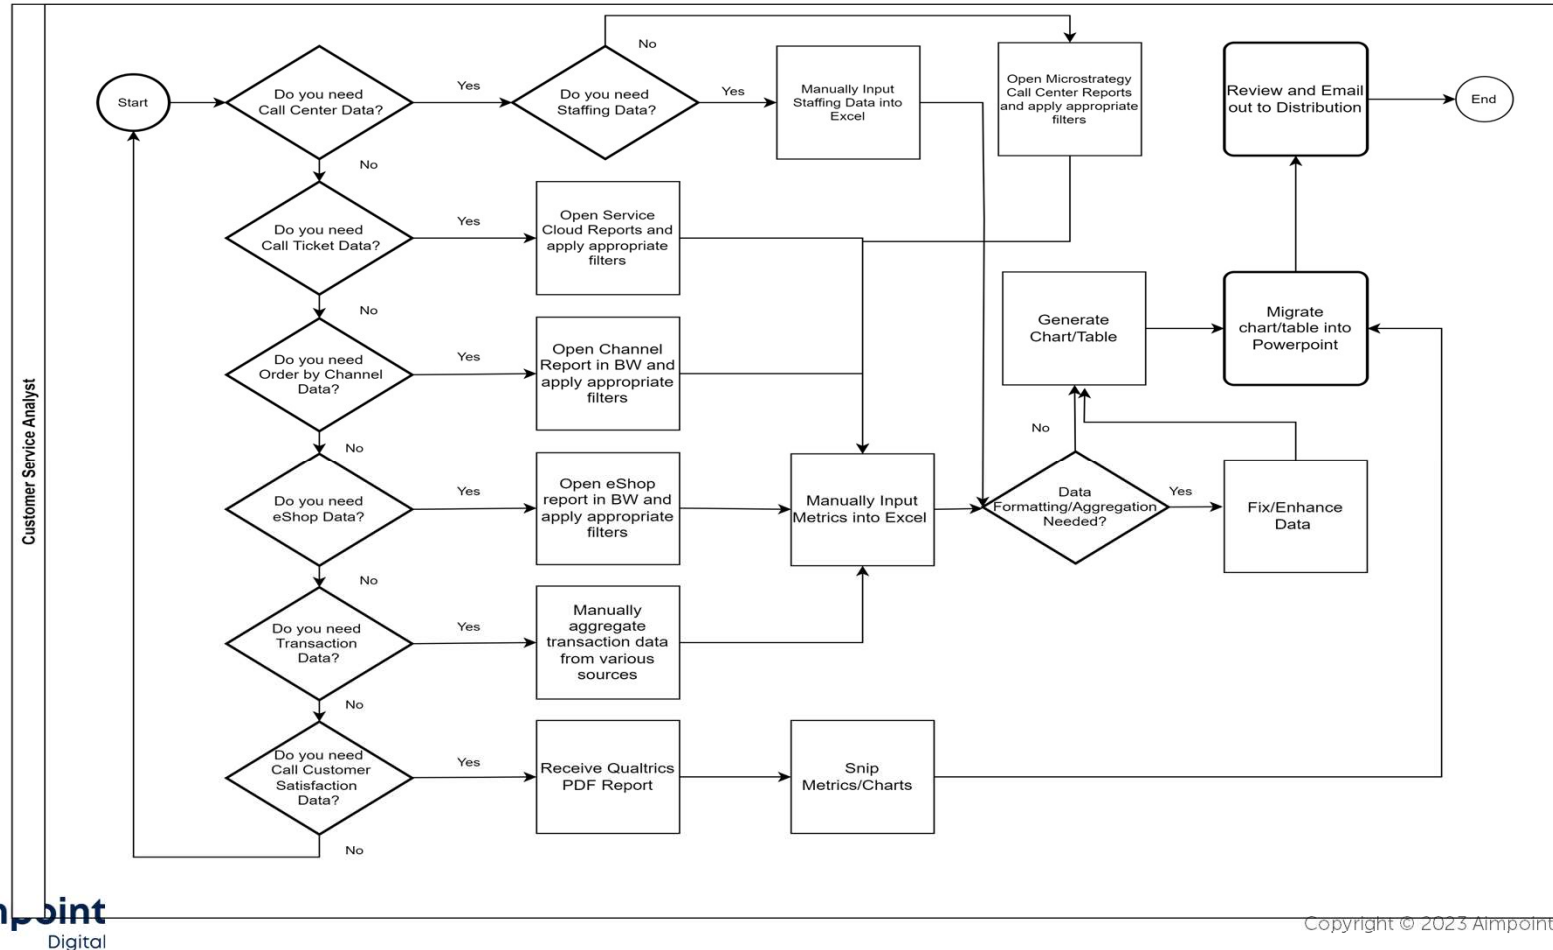 Customer Service Analyst
Start
Do you need
Call Center Data?
Yes
No
Do you need
Staffing Data?
No
Yes
Manually Input
Staffing Data into
Excel
Open Microstrategy
Call Center Reports
and apply appropriate
filters
Review and Email
out to Distribution
End
Do you need
Call Ticket Data?
Yes
No
Open Service
Cloud Reports and
apply appropriate
filters
Do you need
Order by Channel
Data?
Yes
No
Open Channel
Report in BW and
apply appropriate
filters
Generate
Chart/Table
Migrate
chart/table into
Powerpoint
Do you need
eShop Data?
Yes
No
Open eShop
report in BW and
apply appropriate
filters
Manually Input
Metrics into Excel
No
Data
Formatting/Aggregation
Needed?
Yes
Fix/Enhance
Data
Do you need
Transaction
Data?
Yes
No
Manually
aggregate
transaction data
from various
sources
Do you need
Call Customer
Satisfaction
Data?
Yes
No
Receive Qualtrics
PDF Report
Snip
Metrics/Charts
point
Digital
Copyright © 2023 Aimpoint